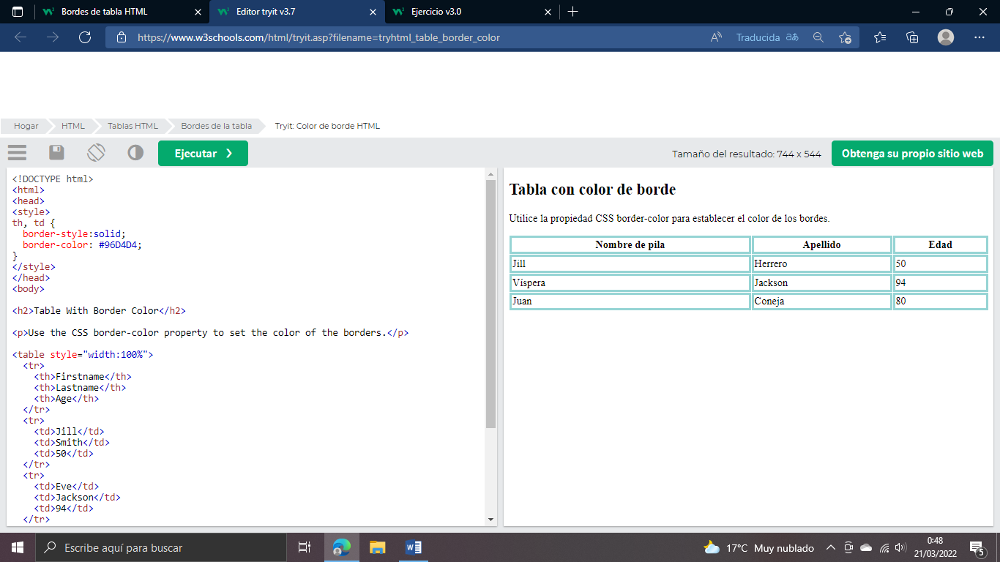 Bordes de tabla HTML
Editor tryit v3.7
Ejercicio v3.0
https://www.w3schools.com/html/tryit.asp?filename=tryhtml_table_border_color
Traducida
Hogar
HTML
Tablas HTML
Bordes de la tabla
Tryit: Color de borde HTML
Ejecutar ❯
Tamaño del resultado: 744 x 544
Obtenga su propio sitio web
<!DOCTYPE html>
<html>
<head>
<style>
th, td {
  border-style:solid;
  border-color: #96D4D4;
}
</style>
</head>
<body>
<h2>Table With Border Color</h2>
<p>Use the CSS border-color property to set the color of the borders.</p>
<table style="width:100%">
  <tr>
    <th>Firstname</th>
    <th>Lastname</th>
    <th>Age</th>
  </tr>
  <tr>
    <td>Jill</td>
    <td>Smith</td>
    <td>50</td>
  </tr>
  <tr>
    <td>Eve</td>
    <td>Jackson</td>
    <td>94</td>
  </tr>
Tabla con color de borde
Utilice la propiedad CSS border-color para establecer el color de los bordes.
Nombre de pila Apellido Edad
Jill Herrero 50
Víspera Jackson 94
Juan Coneja 80
Escribe aquí para buscar
17°C Muy nublado
0:48
21/03/2022
5